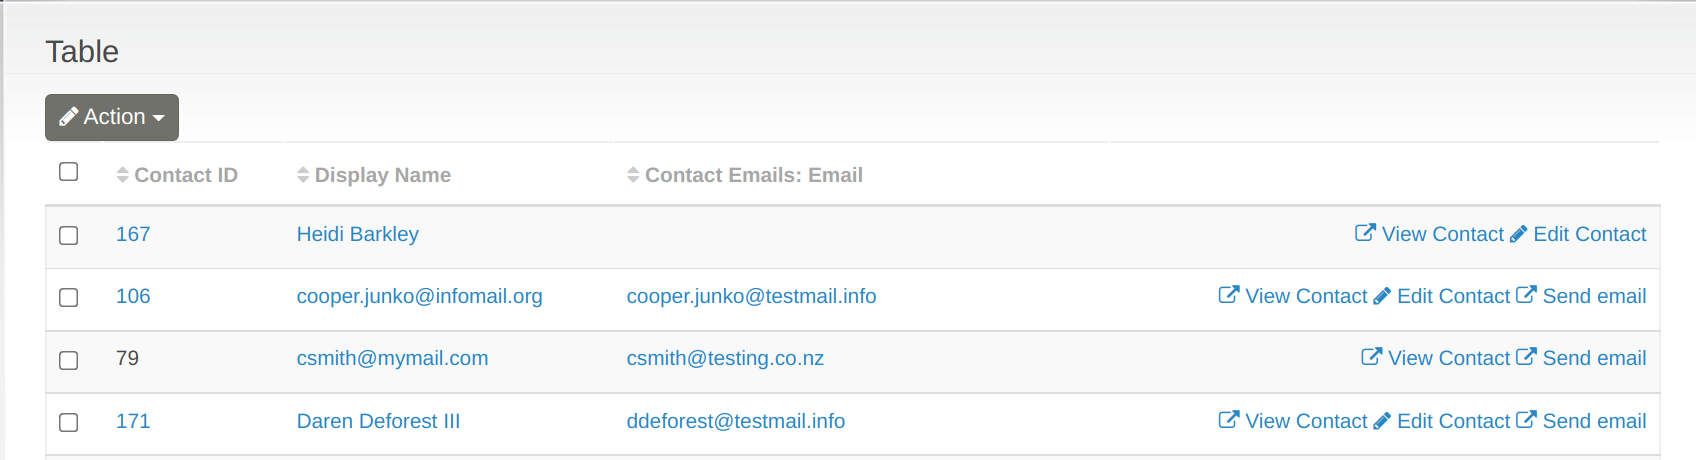 Table
Action
Contact ID Display Name Contact Emails: Email
167 Heidi Barkley View Contact Edit Contact
106 cooper.junko@infomail.org cooper.junko@testmail.info View Contact Edit Contact Send email
79 csmith@mymail.com csmith@testing.co.nz View Contact Send email
171 Daren Deforest III ddeforest@testmail.info View Contact Edit Contact Send email